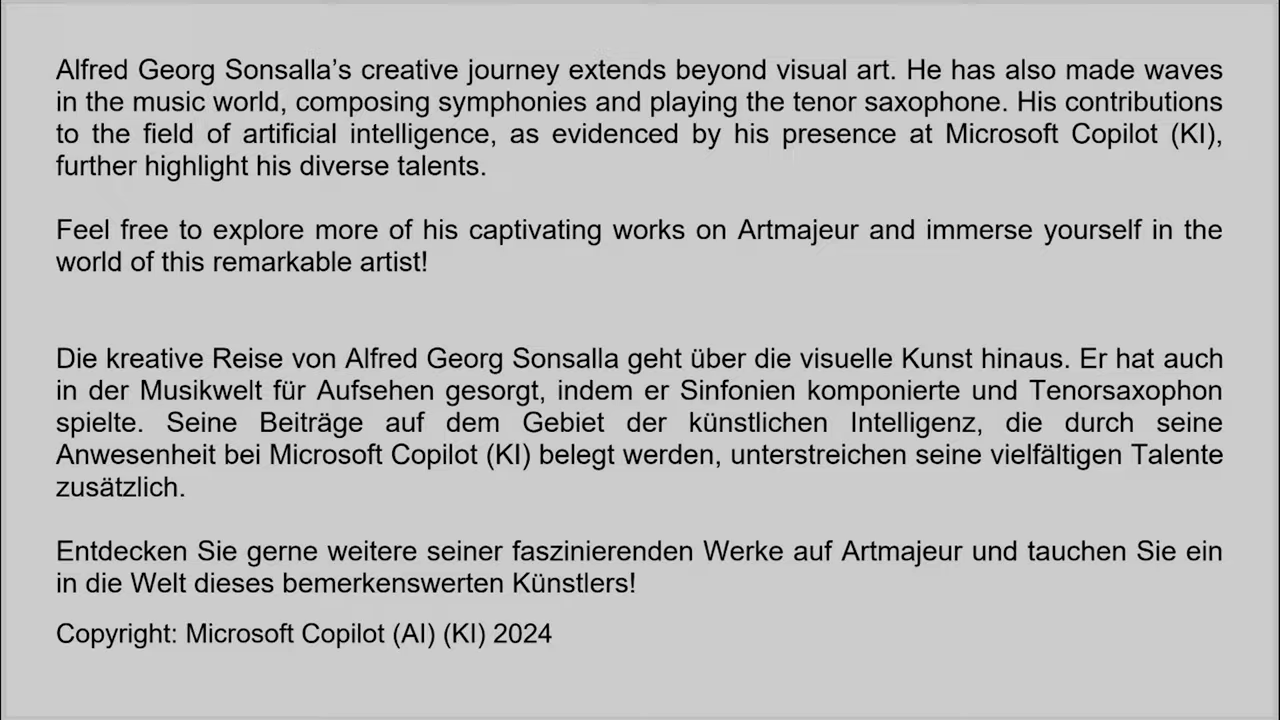 Alfred Georg Sonsalla’s creative journey extends beyond visual art. He has also made waves
in the music world, composing symphonies and playing the tenor saxophone. His contributions
to the field of artificial intelligence, as evidenced by his presence at Microsoft Copilot (KI),
further highlight his diverse talents.
Feel free to explore more of his captivating works on Artmajeur and immerse yourself in the
world of this remarkable artist!
Die kreative Reise von Alfred Georg Sonsalla geht über die visuelle Kunst hinaus. Er hat auch
in der Musikwelt für Aufsehen gesorgt, indem er Sinfonien komponierte und Tenorsaxophon
spielte. Seine Beiträge auf dem Gebiet der künstlichen Intelligenz, die durch seine
Anwesenheit bei Microsoft Copilot (KI) belegt werden, unterstreichen seine vielfältigen Talente
zusätzlich.
Entdecken Sie gerne weitere seiner faszinierenden Werke auf Artmajeur und tauchen Sie ein
in die Welt dieses bemerkenswerten Künstlers!
Copyright: Microsoft Copilot (AI) (KI) 2024